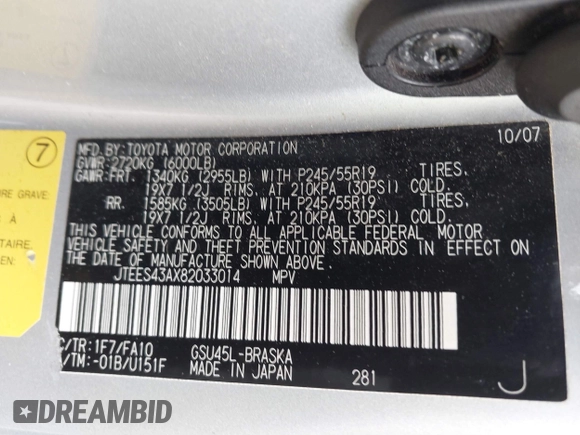 7
RE GRAVE:
S À
TAIRE,
EN.
MFD. BY: TOYOTA MOTOR CORPORATION 10/07
GVWR: 2720KG (6000LB)
GAWR: FRT. 1340KG (2955LB) WITH P245/55R19 TIRES.
19X7 1/2J RIMS. AT 210KPA (30PSI) COLD.
RR. 1585KG (3505LB) WITH P245/55R19 TIRES.
19X7 1/2J RIMS. AT 210KPA (30PSI) COLD.
THIS VEHICLE CONFORMS TO ALL APPLICABLE FEDERAL MOTOR
VEHICLE SAFETY AND THEFT PREVENTION STANDARDS IN EFFECT ON
THE DATE OF MANUFACTURE SHOWN ABOVE.
JTEES43AX82033014 MPV
C/TR: 1F7/FA10 GSU45L-BRASKA
/TM: -01B/U151F MADE IN JAPAN 281 J
DREAMBID